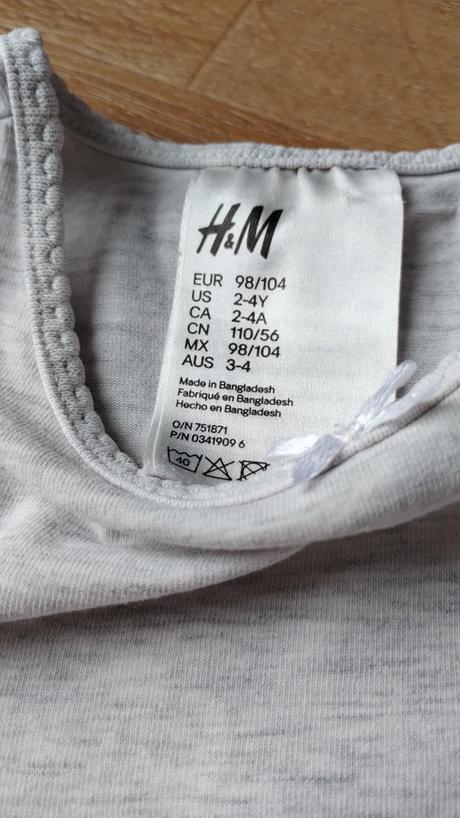 H&M
EUR 98/104
US 2-4Y
CA 2-4A
CN 110/56
MX 98/104
AUS 3-4
Made in Bangladesh
Fabriqué en Bangladesh
Hecho en Bangladesh
O/N 751871
P/N 0341909 6
40